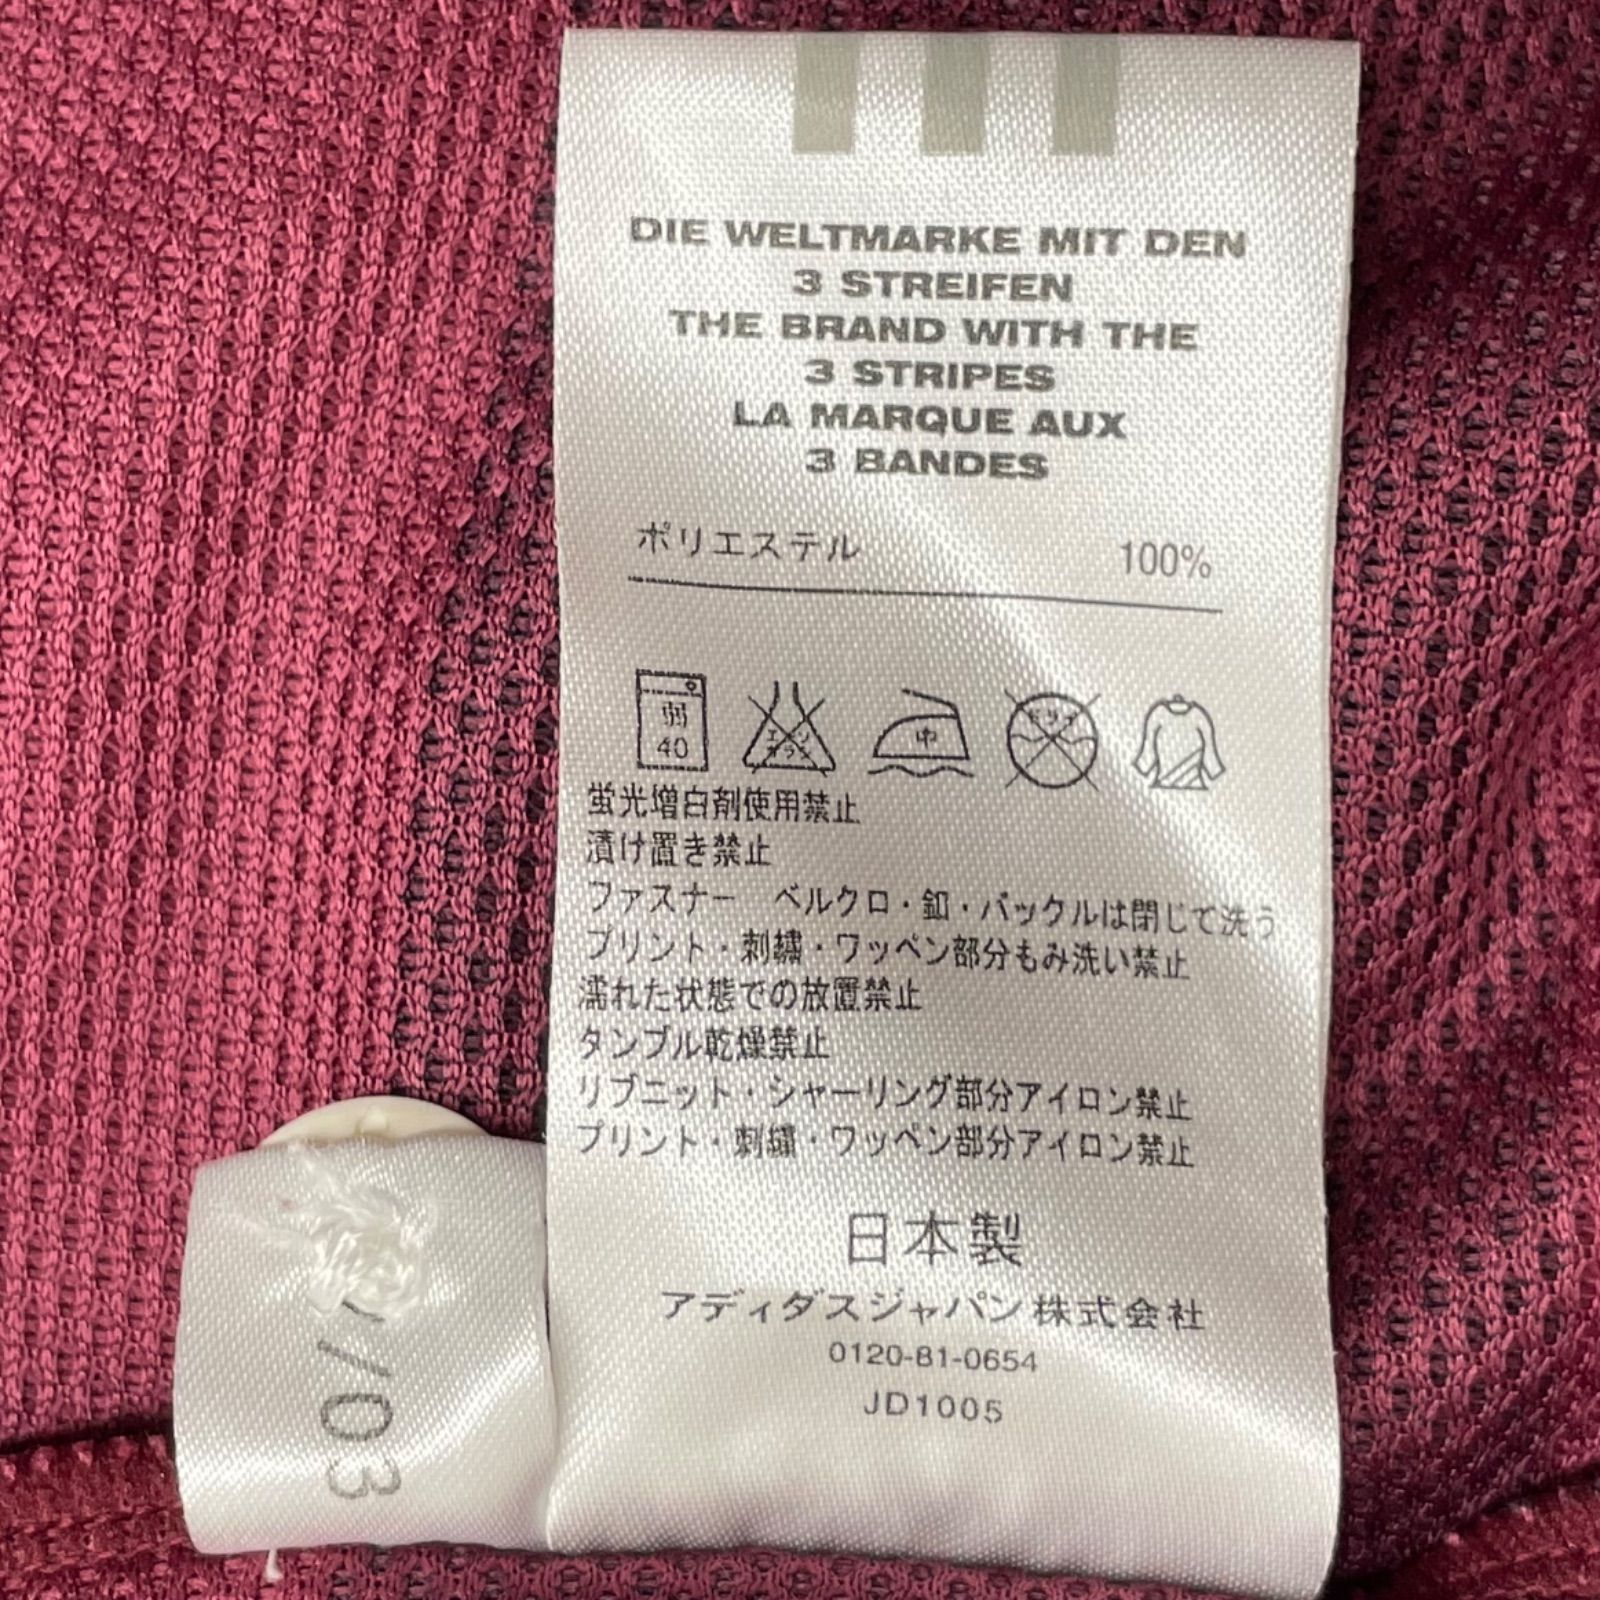 DIE WELTMARKE MIT DEN
3 STREIFEN
THE BRAND WITH THE
3 STRIPES
LA MARQUE AUX
3 BANDES
ポリエステル 100%
弱 中
40
蛍光増白剤使用禁止
漬け置き禁止
ファスナー ベルクロ・釦・バックルは閉じて洗う
プリント・刺繍・ワッペン部分もみ洗い禁止
濡れた状態での放置禁止
タンブル乾燥禁止
リブニット・シャーリング部分アイロン禁止
プリント・刺繍・ワッペン部分アイロン禁止
日本製
アディダスジャパン株式会社
0120-81-0654
JD1005
/03